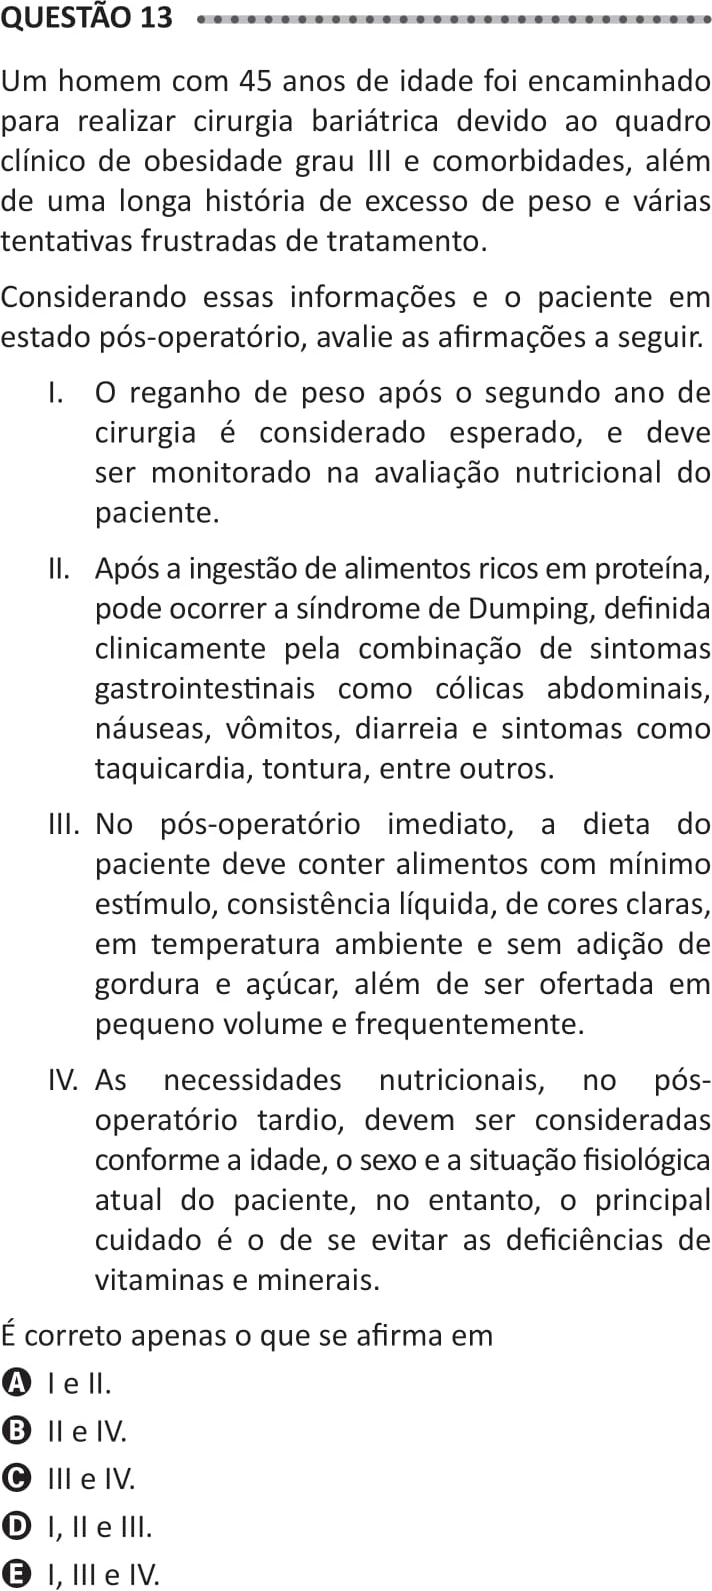 QUESTÃO 13
Um homem com 45 anos de idade foi encaminhado
para realizar cirurgia bariátrica devido ao quadro
clínico de obesidade grau III e comorbidades, além
de uma longa história de excesso de peso e várias
tentativas frustradas de tratamento.
Considerando essas informações e o paciente em
estado pós-operatório, avalie as afirmações a seguir.
I. O reganho de peso após o segundo ano de
cirurgia é considerado esperado, e deve
ser monitorado na avaliação nutricional do
paciente.
II. Após a ingestão de alimentos ricos em proteína,
pode ocorrer a síndrome de Dumping, definida
clinicamente pela combinação de sintomas
gastrointestinais como cólicas abdominais,
náuseas, vômitos, diarreia e sintomas como
taquicardia, tontura, entre outros.
III. No pós-operatório imediato, a dieta do
paciente deve conter alimentos com mínimo
estímulo, consistência líquida, de cores claras,
em temperatura ambiente e sem adição de
gordura e açúcar, além de ser ofertada em
pequeno volume e frequentemente.
IV. As necessidades nutricionais, no pós-
operatório tardio, devem ser consideradas
conforme a idade, o sexo e a situação fisiológica
atual do paciente, no entanto, o principal
cuidado é o de se evitar as deficiências de
vitaminas e minerais.
É correto apenas o que se afirma em
A I e II.
B II e IV.
C III e IV.
D I, II e III.
E I, III e IV.